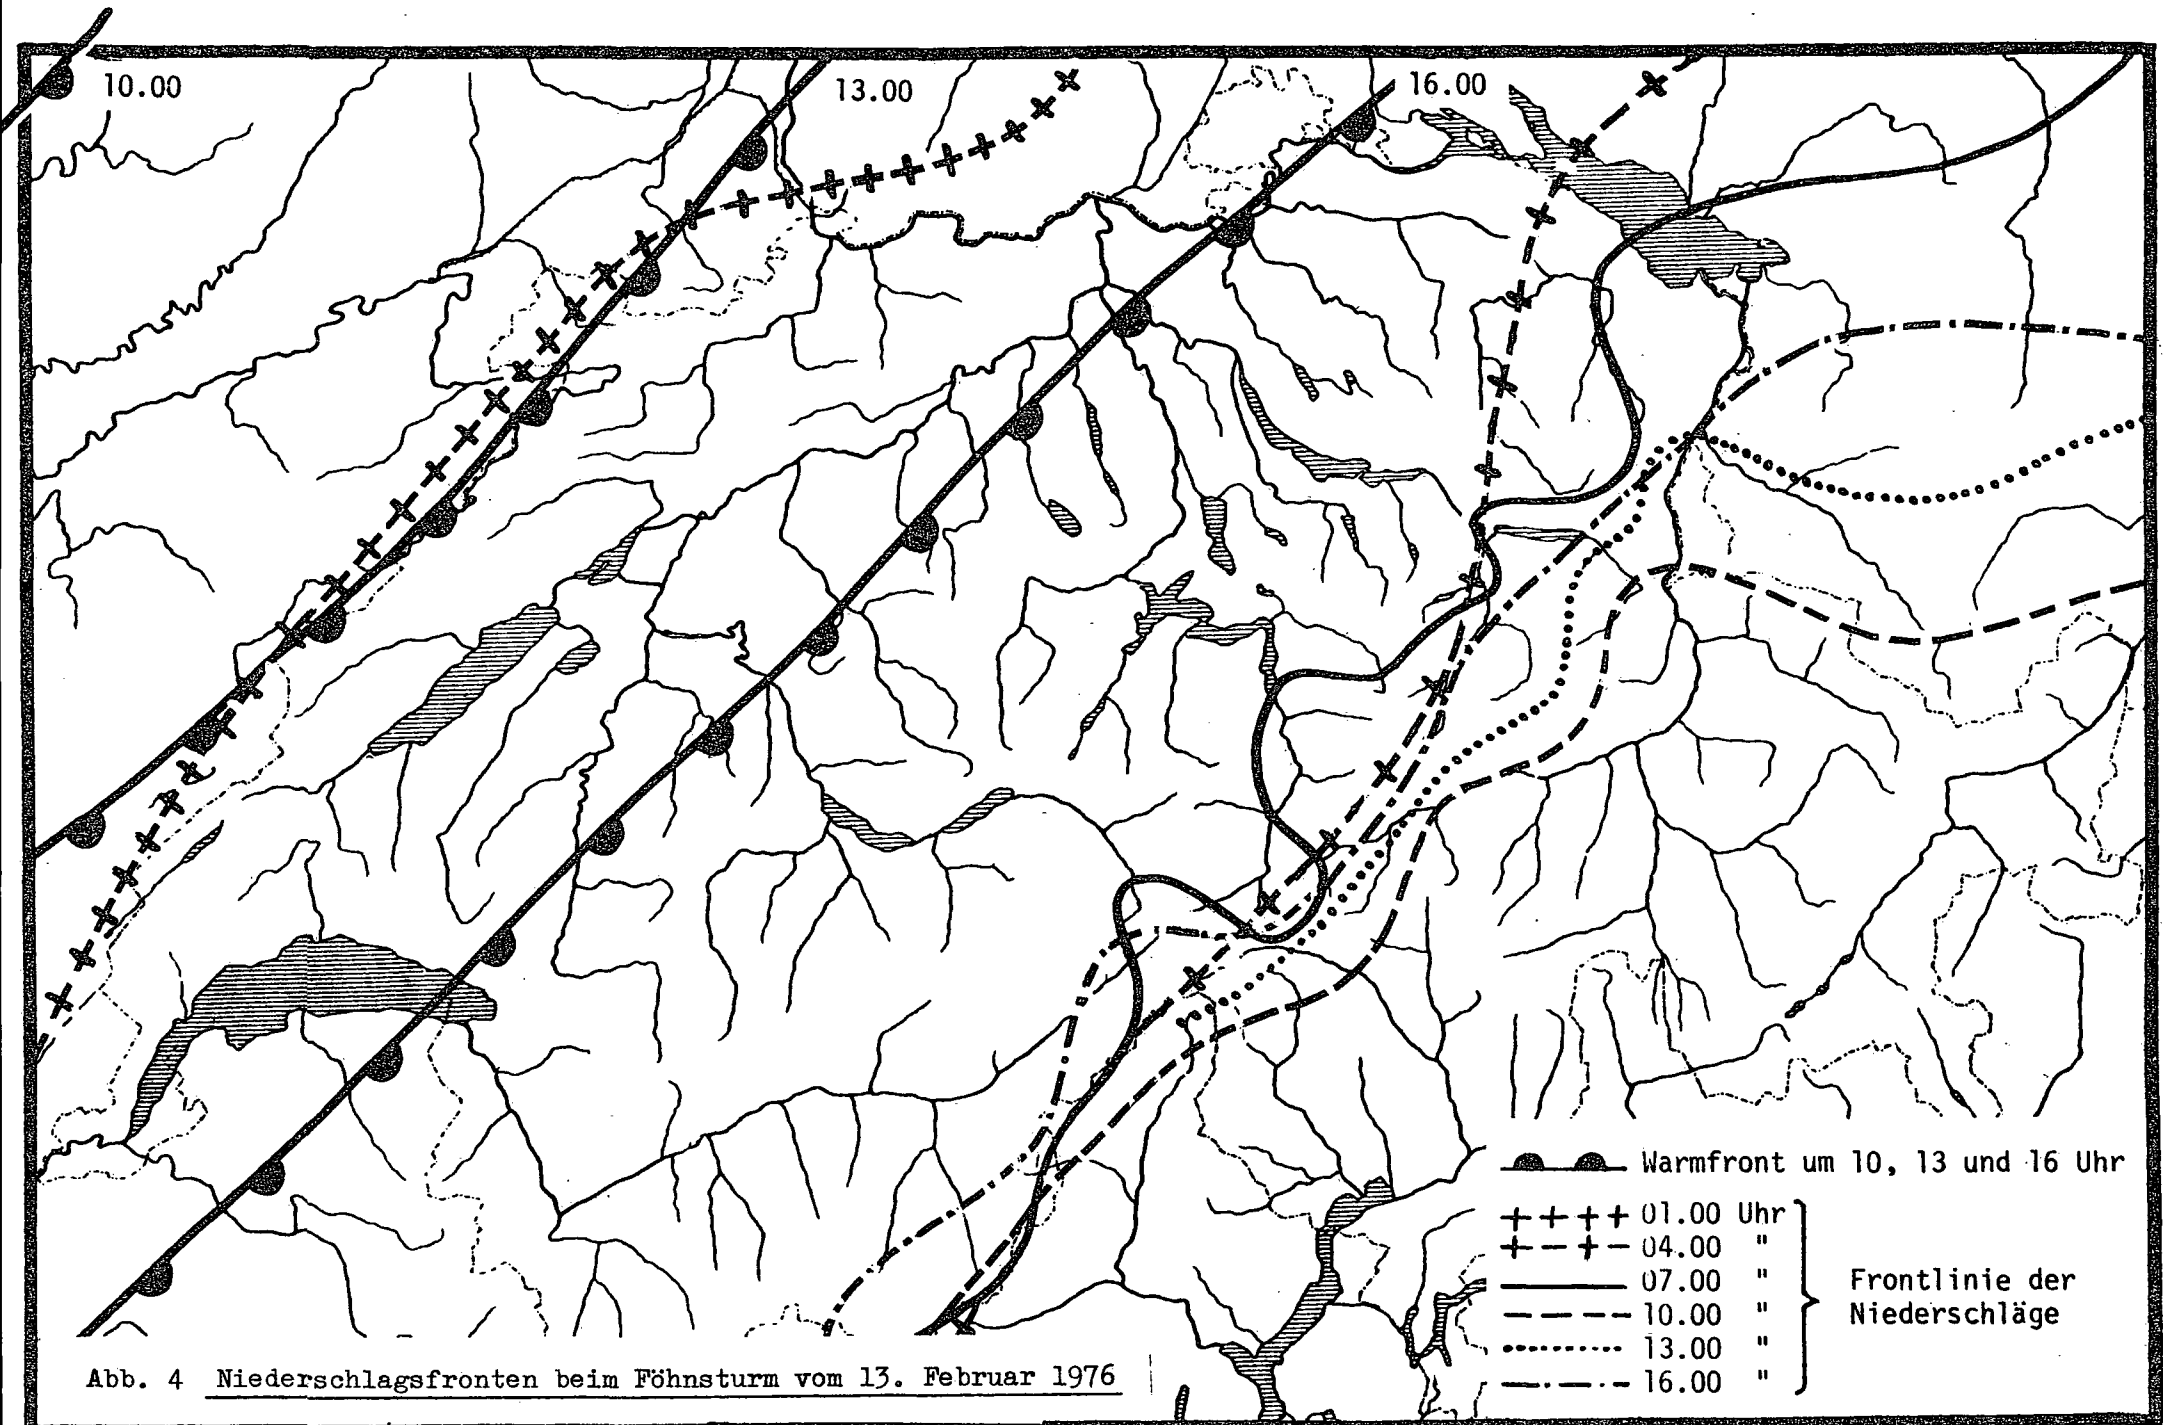 10.00
13.00
16.00
Warmfront um 10, 13 und 16 Uhr
01.00 Uhr
04.00 "
07.00 "
10.00 "
13.00 "
16.00 "
Frontlinie der
Niederschläge
Abb. 4 Niederschlagsfronten beim Föhnsturm vom 13. Februar 1976